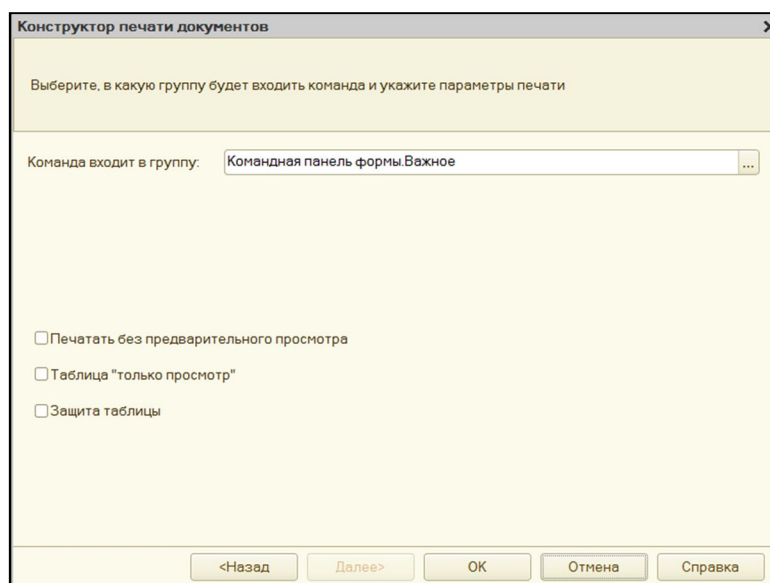 Конструктор печати документов
Выберите, в какую группу будет входить команда и укажите параметры печати
Команда входит в группу: Командная панель формы.Важное ...
Печатать без предварительного просмотра
Таблица "только просмотр"
Защита таблицы
<Назад Далее> OK Отмена Справка